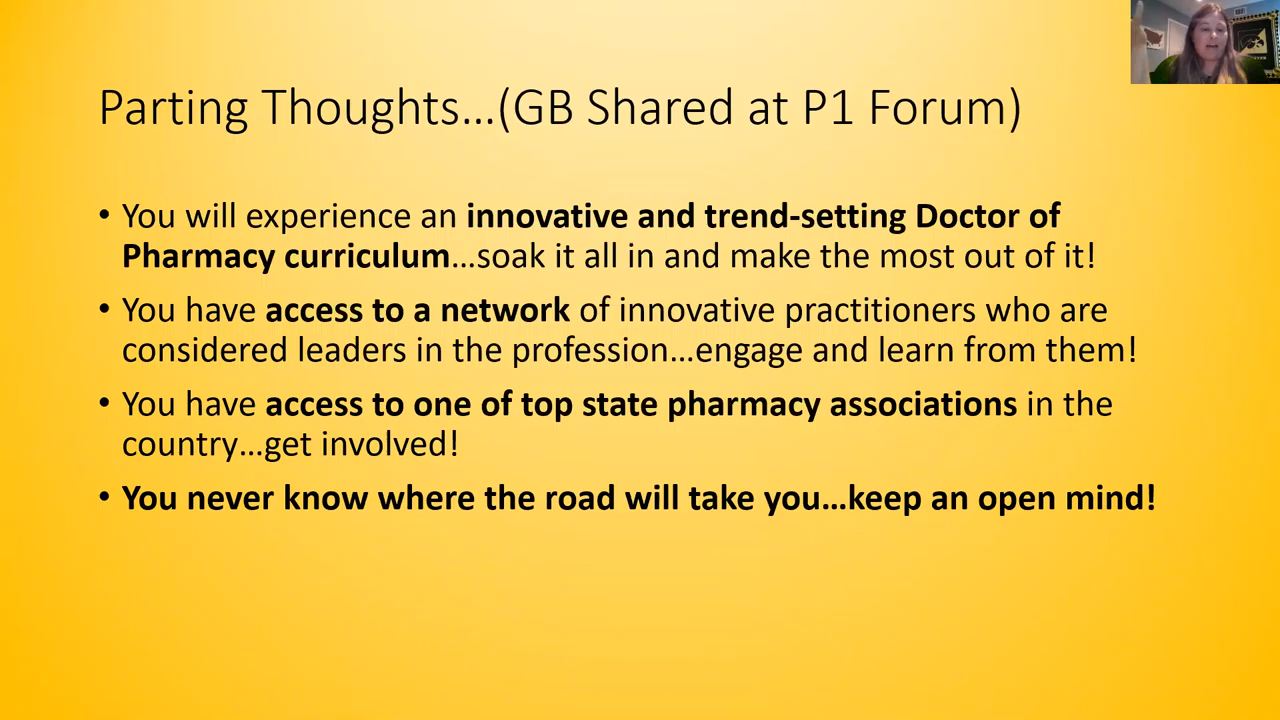 Parting Thoughts...(GB Shared at P1 Forum)
• You will experience an innovative and trend-setting Doctor of
Pharmacy curriculum...soak it all in and make the most out of it!
• You have access to a network of innovative practitioners who are
considered leaders in the profession...engage and learn from them!
• You have access to one of top state pharmacy associations in the
country...get involved!
• You never know where the road will take you...keep an open mind!